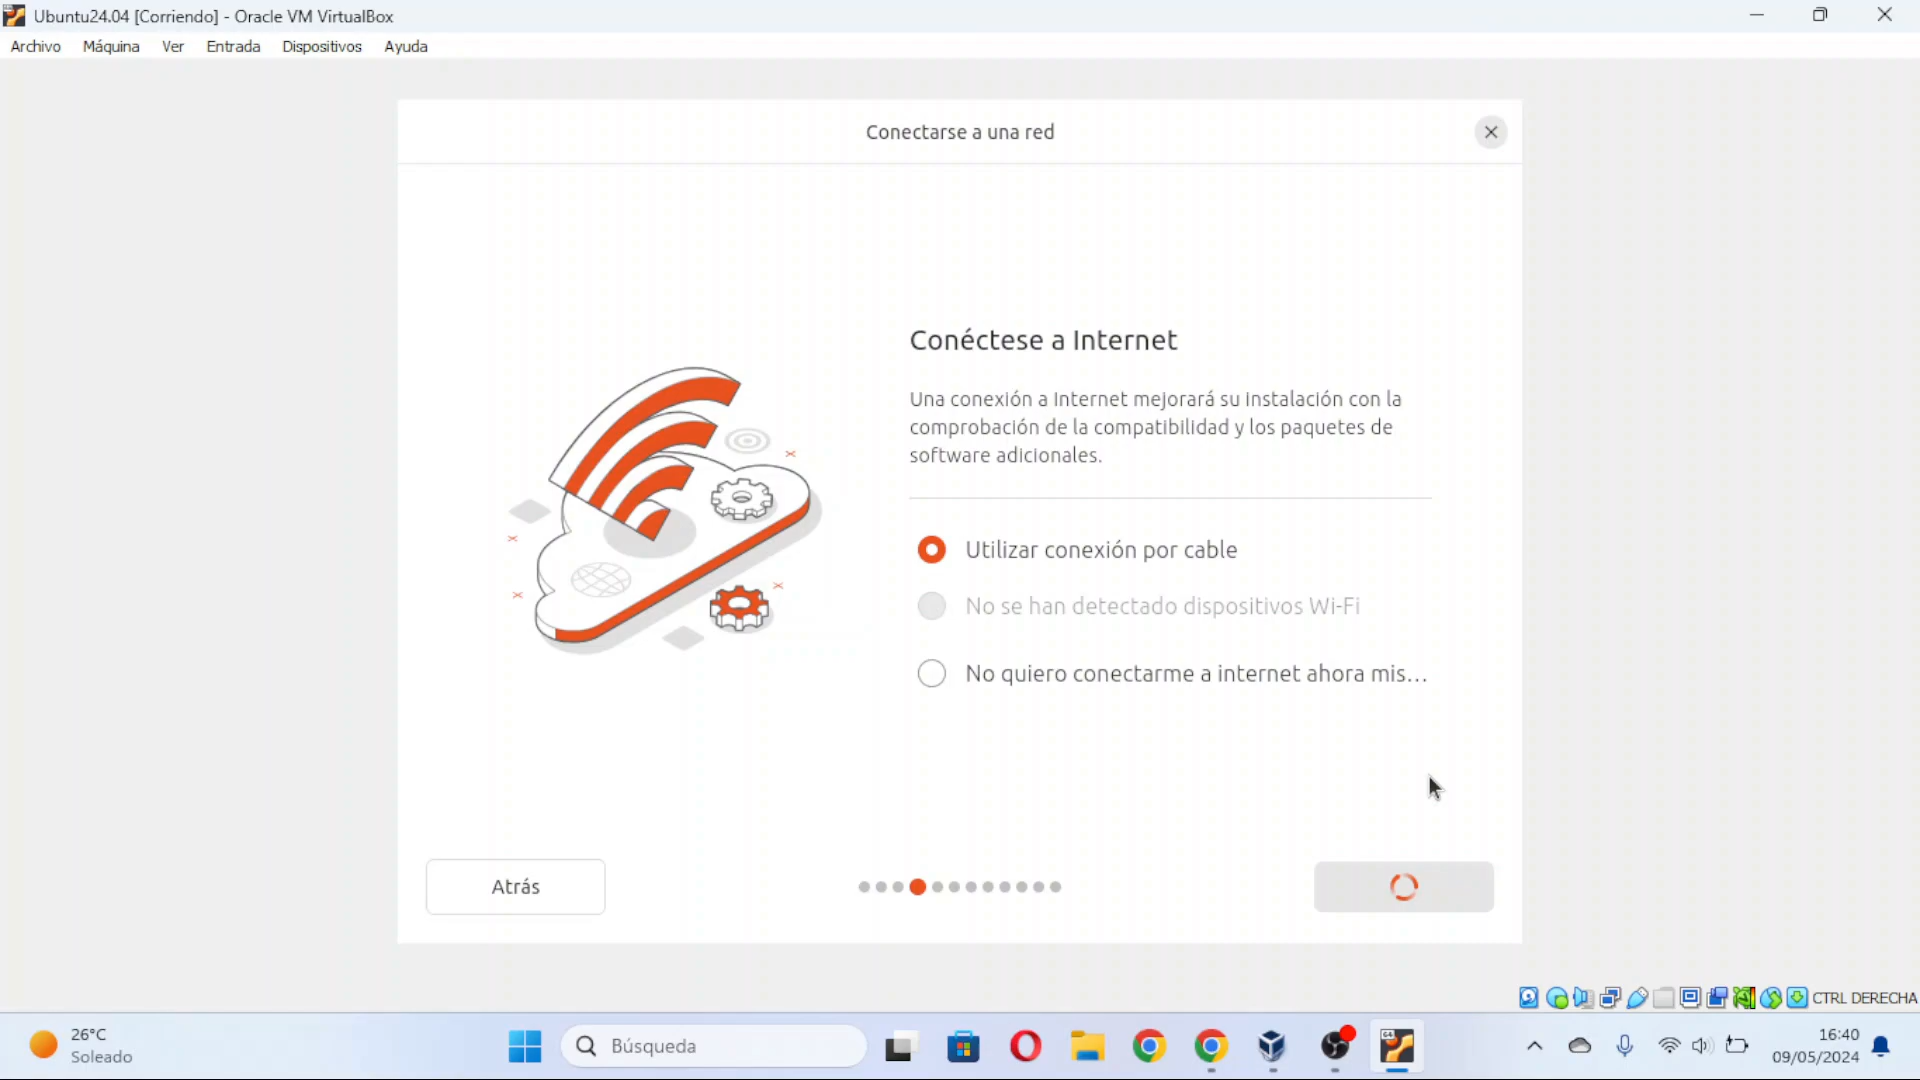 Ubuntu24.04 [Corriendo] - Oracle VM VirtualBox
Archivo Máquina Ver Entrada Dispositivos Ayuda
Conectarse a una red
Conéctese a Internet
Una conexión a Internet mejorará su instalación con la
comprobación de la compatibilidad y los paquetes de
software adicionales.
Utilizar conexión por cable
No se han detectado dispositivos Wi-Fi
No quiero conectarme a internet ahora mis...
Atrás
CTRL DERECHA
26°C
Soleado
Búsqueda
16:40
09/05/2024